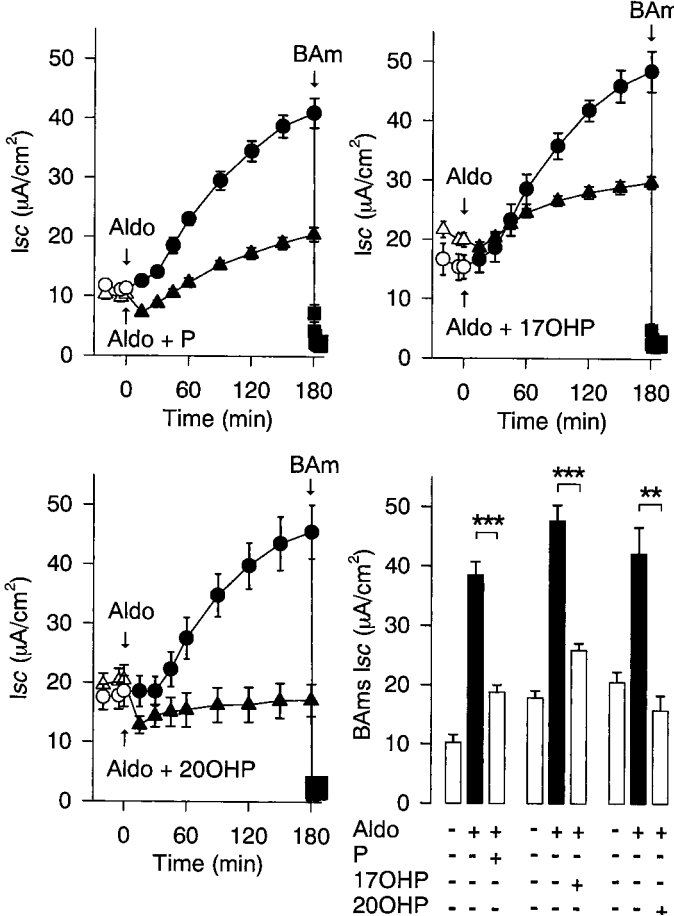 BAm
50
40
30
20
10
0
Isc (µA/cm²)
Aldo
Aldo + P
0 60 120 180
Time (min)
BAm
50
40
30
20
10
0
Isc (µA/cm²)
Aldo
Aldo + 17OHP
0 60 120 180
Time (min)
BAm
50
40
30
20
10
0
Isc (µA/cm²)
Aldo
Aldo + 20OHP
0 60 120 180
Time (min)
*** *** **
50
40
30
20
10
0
BAms Isc (µA/cm²)
Aldo - + + - + + - + +
P - - + - - - - - -
17OHP - - - - - + - - -
20OHP - - - - - - - - +